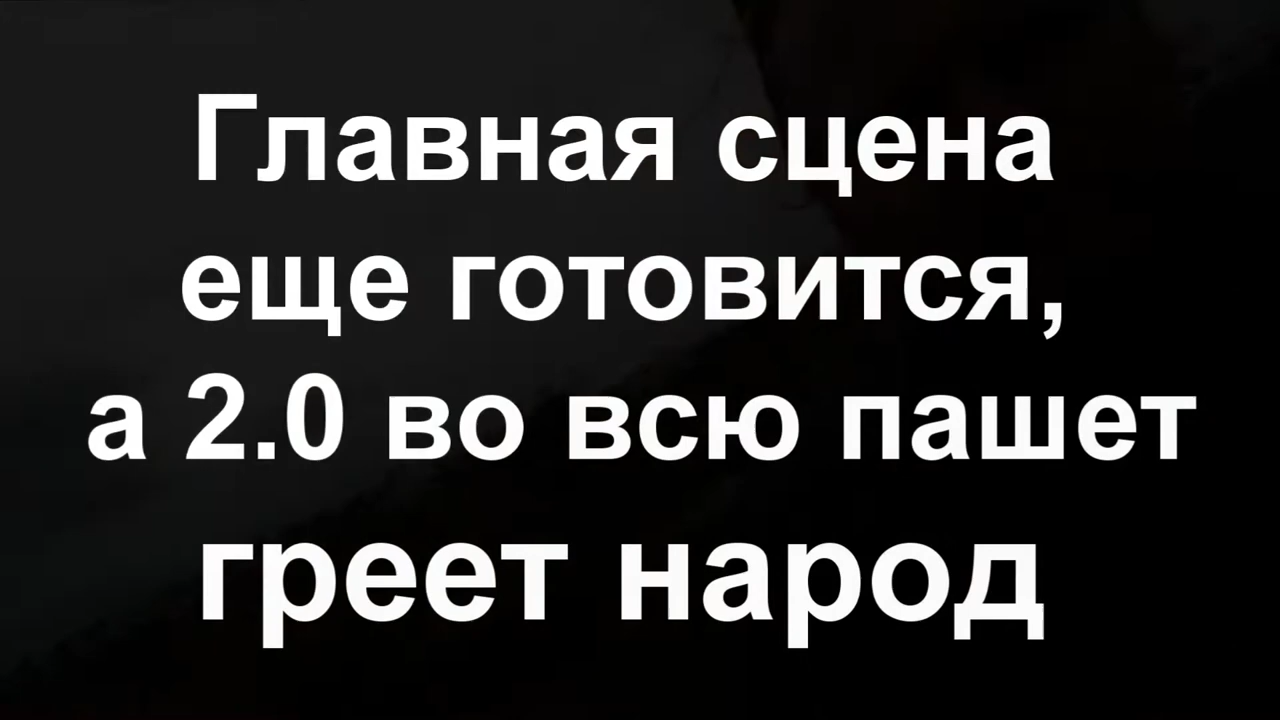 Главная сцена
еще готовится,
а 2.0 во всю пашет
греет народ